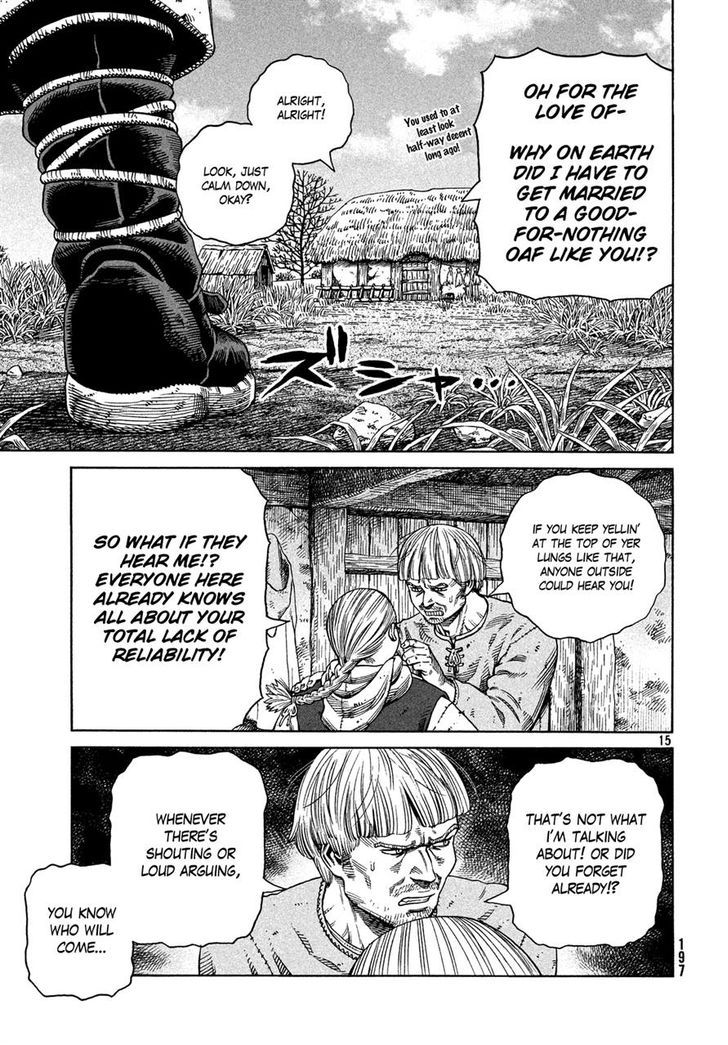 OH FOR THE
LOVE OF-
WHY ON EARTH
DID I HAVE TO
GET MARRIED
TO A GOOD-
FOR-NOTHING
OAF LIKE YOU!?
You used to at
least look
half-way decent
long ago!
ALRIGHT,
ALRIGHT!
LOOK, JUST
CALM DOWN,
OKAY?
ズシャ…
IF YOU KEEP YELLIN'
AT THE TOP OF YER
LUNGS LIKE THAT,
ANYONE OUTSIDE
COULD HEAR YOU!
SO WHAT IF THEY
HEAR ME!?
EVERYONE HERE
ALREADY KNOWS
ALL ABOUT YOUR
TOTAL LACK OF
RELIABILITY!
15
THAT'S NOT WHAT
I'M TALKING
ABOUT! OR DID
YOU FORGET
ALREADY!?
WHENEVER
THERE'S
SHOUTING OR
LOUD ARGUING,
YOU KNOW
WHO WILL
COME...
197